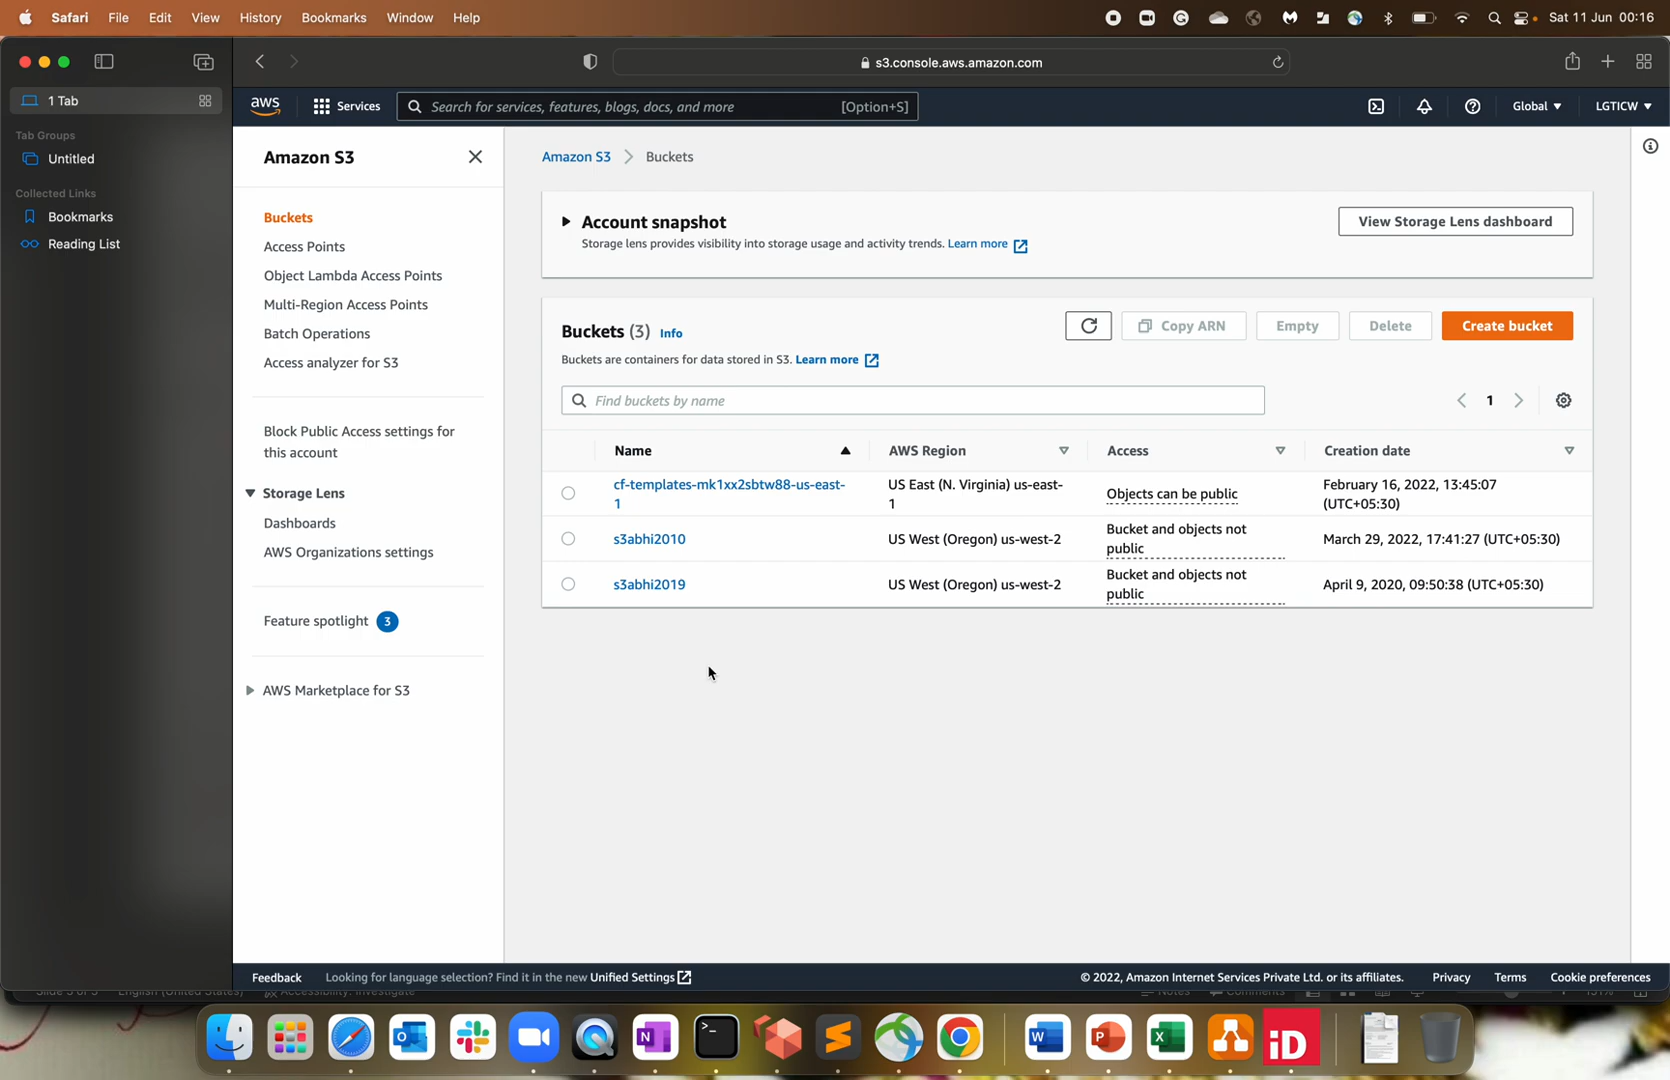 Safari File Edit View History Bookmarks Window Help Sat 11 Jun 00:16
s3.console.aws.amazon.com
1 Tab
Tab Groups
Untitled
Collected Links
Bookmarks
Reading List
aws Services Search for services, features, blogs, docs, and more [Option+S] Global LGTICW
Amazon S3
Buckets
Access Points
Object Lambda Access Points
Multi-Region Access Points
Batch Operations
Access analyzer for S3
Block Public Access settings for
this account
Storage Lens
Dashboards
AWS Organizations settings
Feature spotlight 3
AWS Marketplace for S3
Amazon S3 Buckets
Account snapshot View Storage Lens dashboard
Storage lens provides visibility into storage usage and activity trends. Learn more
Buckets (3) Info Copy ARN Empty Delete Create bucket
Buckets are containers for data stored in S3. Learn more
Find buckets by name 1
Name AWS Region Access Creation date
cf-templates-mk1xx2sbtw88-us-east-
1
US East (N. Virginia) us-east-
1
Objects can be public
February 16, 2022, 13:45:07
(UTC+05:30)
s3abhi2010
US West (Oregon) us-west-2
Bucket and objects not
public
March 29, 2022, 17:41:27 (UTC+05:30)
s3abhi2019
US West (Oregon) us-west-2
Bucket and objects not
public
April 9, 2020, 09:50:38 (UTC+05:30)
Feedback Looking for language selection? Find it in the new Unified Settings © 2022, Amazon Internet Services Private Ltd. or its affiliates. Privacy Terms Cookie preferences
English (United States) Accessibility: Investigate Notes Comments
N W P X iD